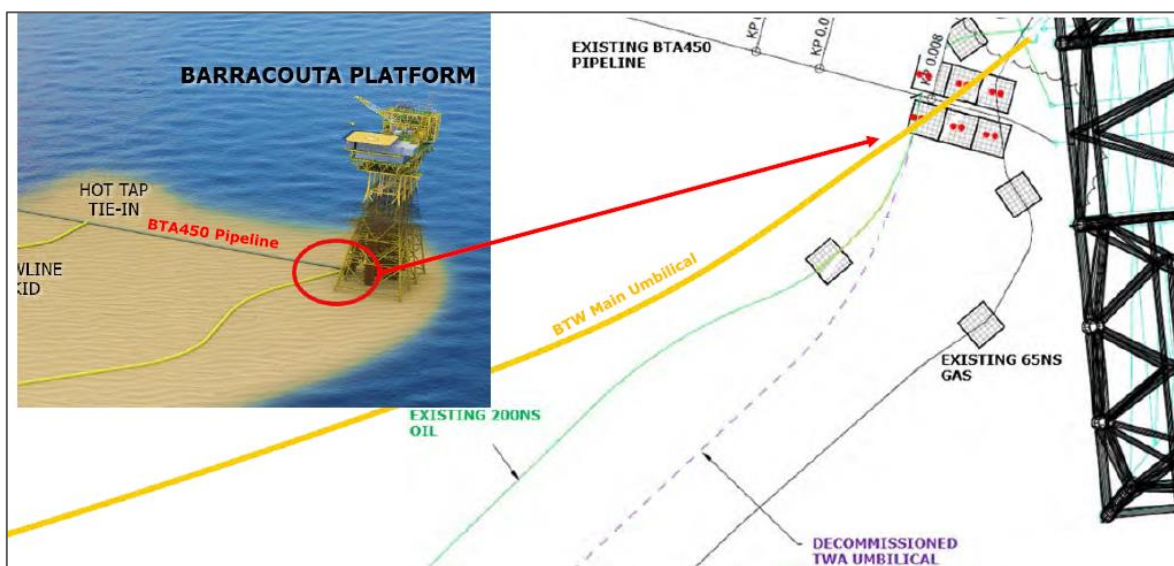 BARRACOUTA PLATFORM
HOT TAP
TIE-IN
BTA450 Pipeline
WLINE
KID
EXISTING BTA450
PIPELINE
KP 0.008
BTW Main Umbilical
EXISTING 65NS
GAS
EXISTING 200NS
OIL
DECOMMISSIONED
TWA UMBILICAL